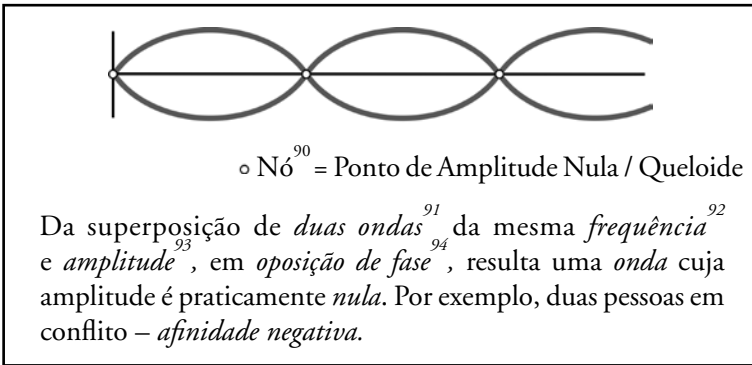 ∘ Nó⁹⁰ = Ponto de Amplitude Nula / Queloide
Da superposição de duas ondas⁹¹ da mesma frequência⁹²
e amplitude⁹³, em oposição de fase⁹⁴, resulta uma onda cuja
amplitude é praticamente nula. Por exemplo, duas pessoas em
conflito – afinidade negativa.